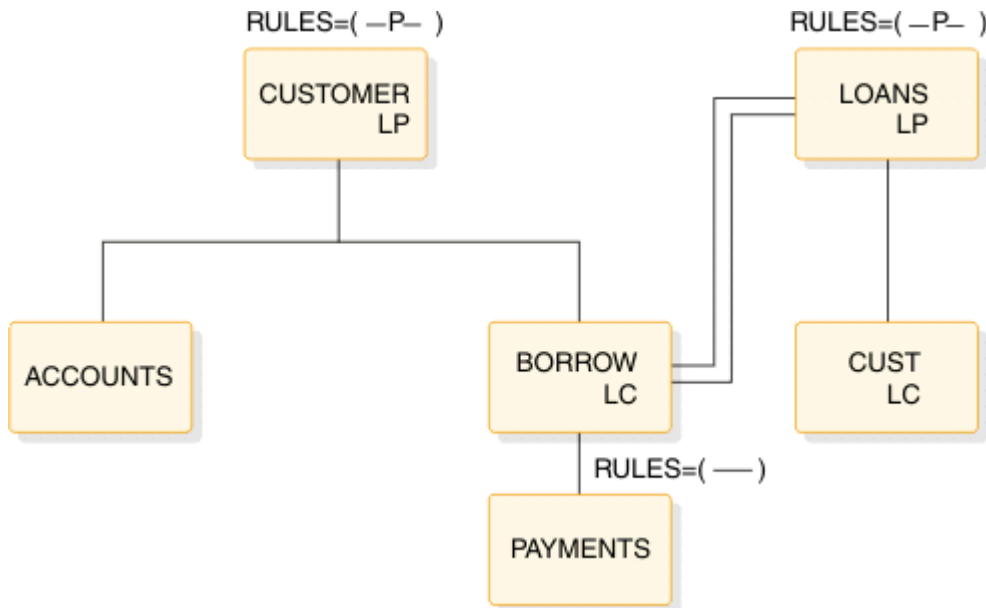 RULES=( —P— )
RULES=( —P— )
CUSTOMER
LP
LOANS
LP
ACCOUNTS
BORROW
LC
CUST
LC
RULES=( —— )
PAYMENTS